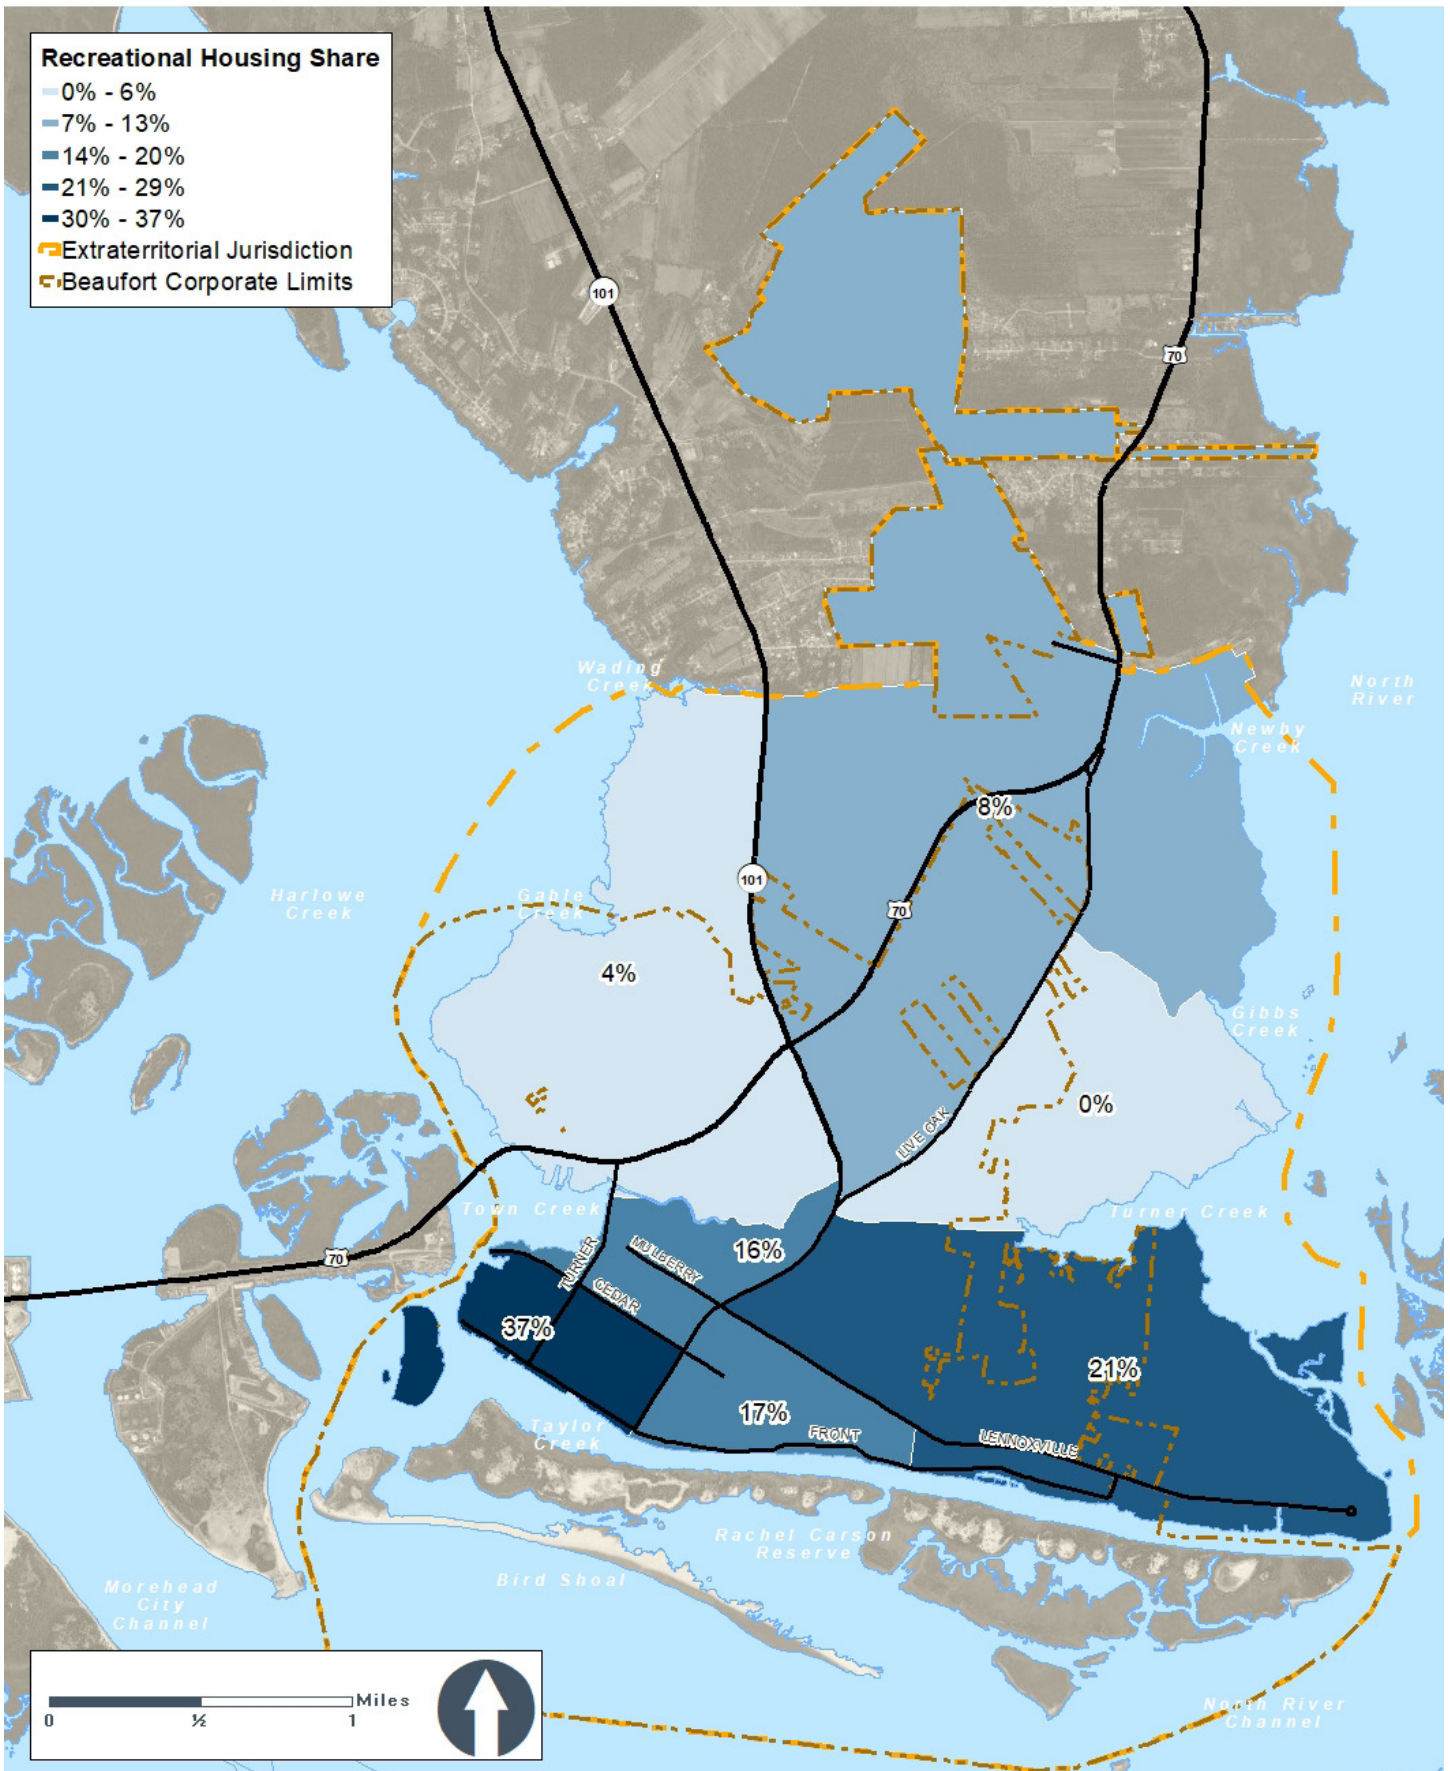 Recreational Housing Share
0% - 6%
7% - 13%
14% - 20%
21% - 29%
30% - 37%
Extraterritorial Jurisdiction
Beaufort Corporate Limits
101
70
Wading
Creek
North
River
Newby
Creek
8%
101
Harlowe
Creek
Gable
Creek
70
4%
Gibbs
Creek
0%
LIVE OAK
Town Creek
Turner Creek
70
TURNER
MULBERRY
16%
CEDAR
37%
21%
17%
FRONT
LENNOXVILLE
Taylor
Creek
Rachel Carson
Reserve
Bird Shoal
Morehead
City
Channel
North River
Channel
Miles
0
½
1